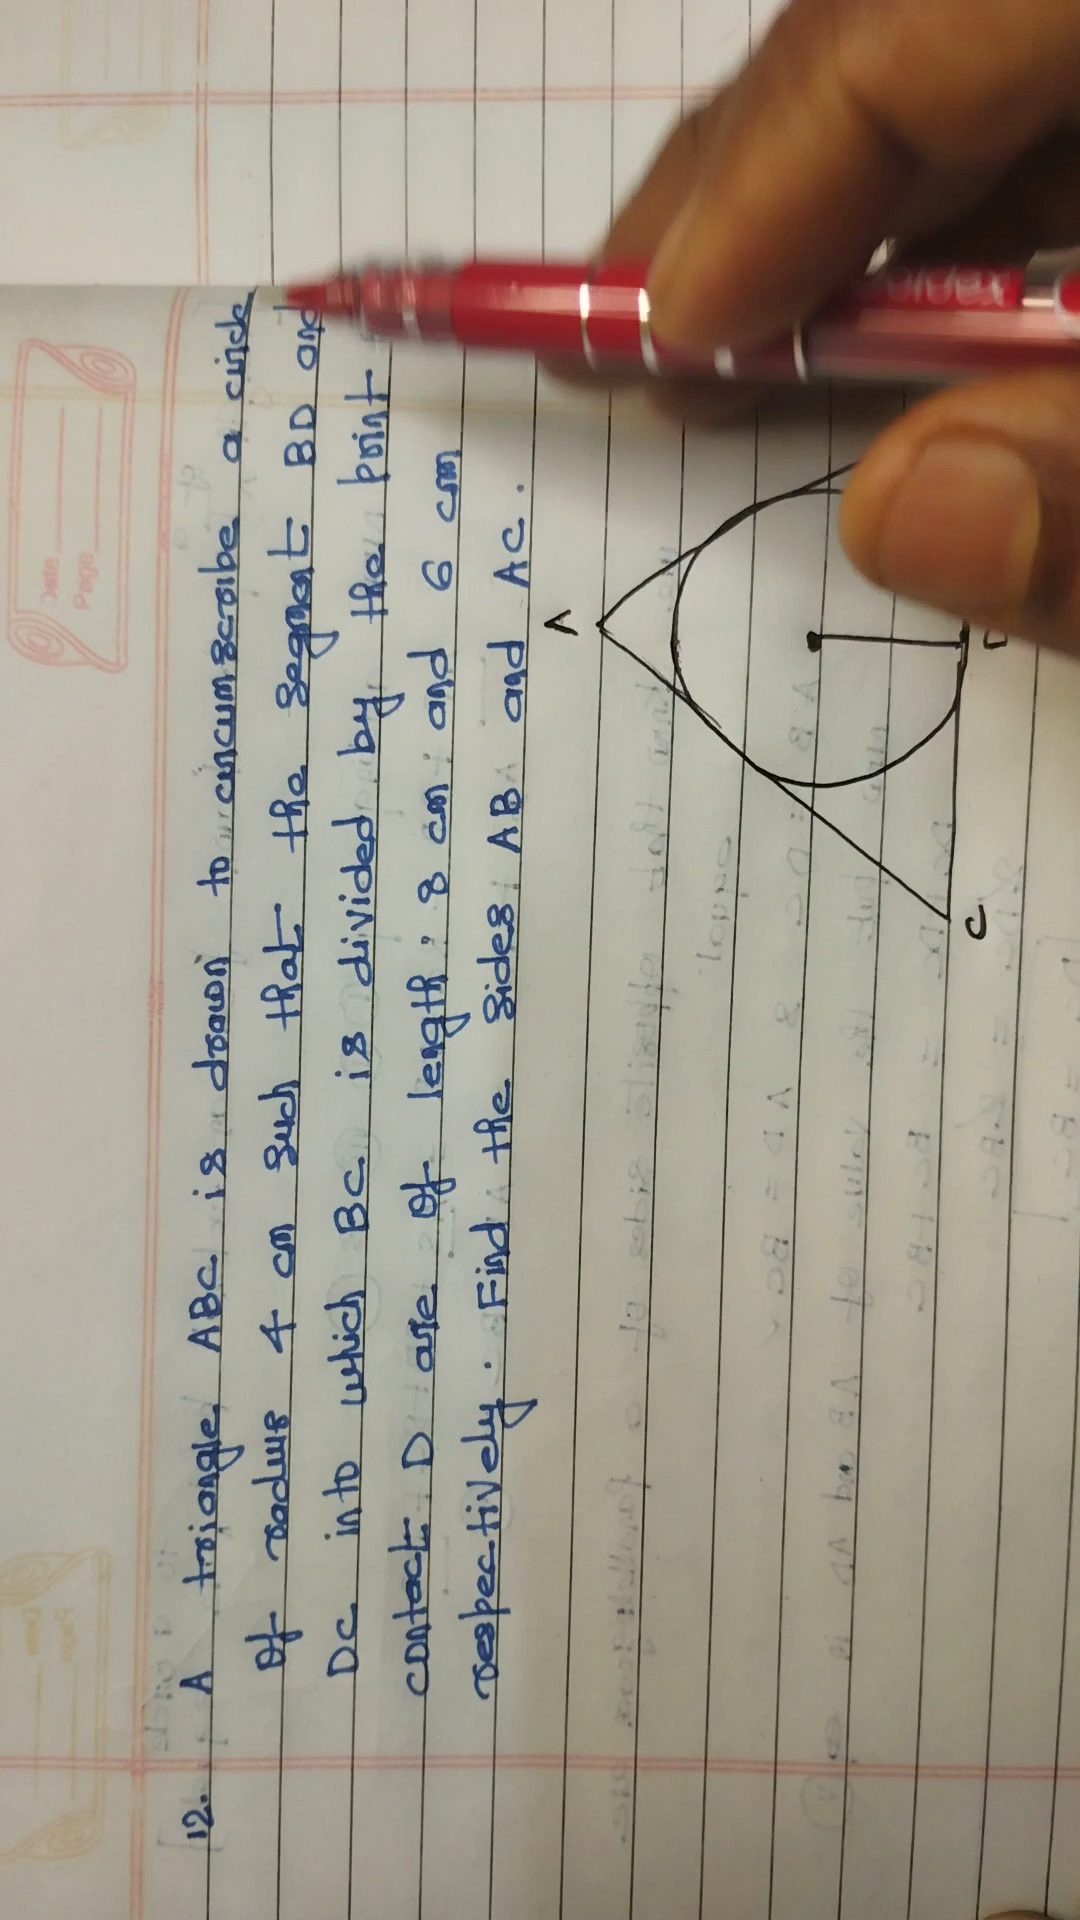 12. A triangle ABC is drawn to circumscribe a circle
of radius 4 cm such that the segment BD and
DC into which BC is divided by the point
contact D are of length 8 cm and 6 cm
respectively. Find the sides AB and AC.
A
C
Date
Page